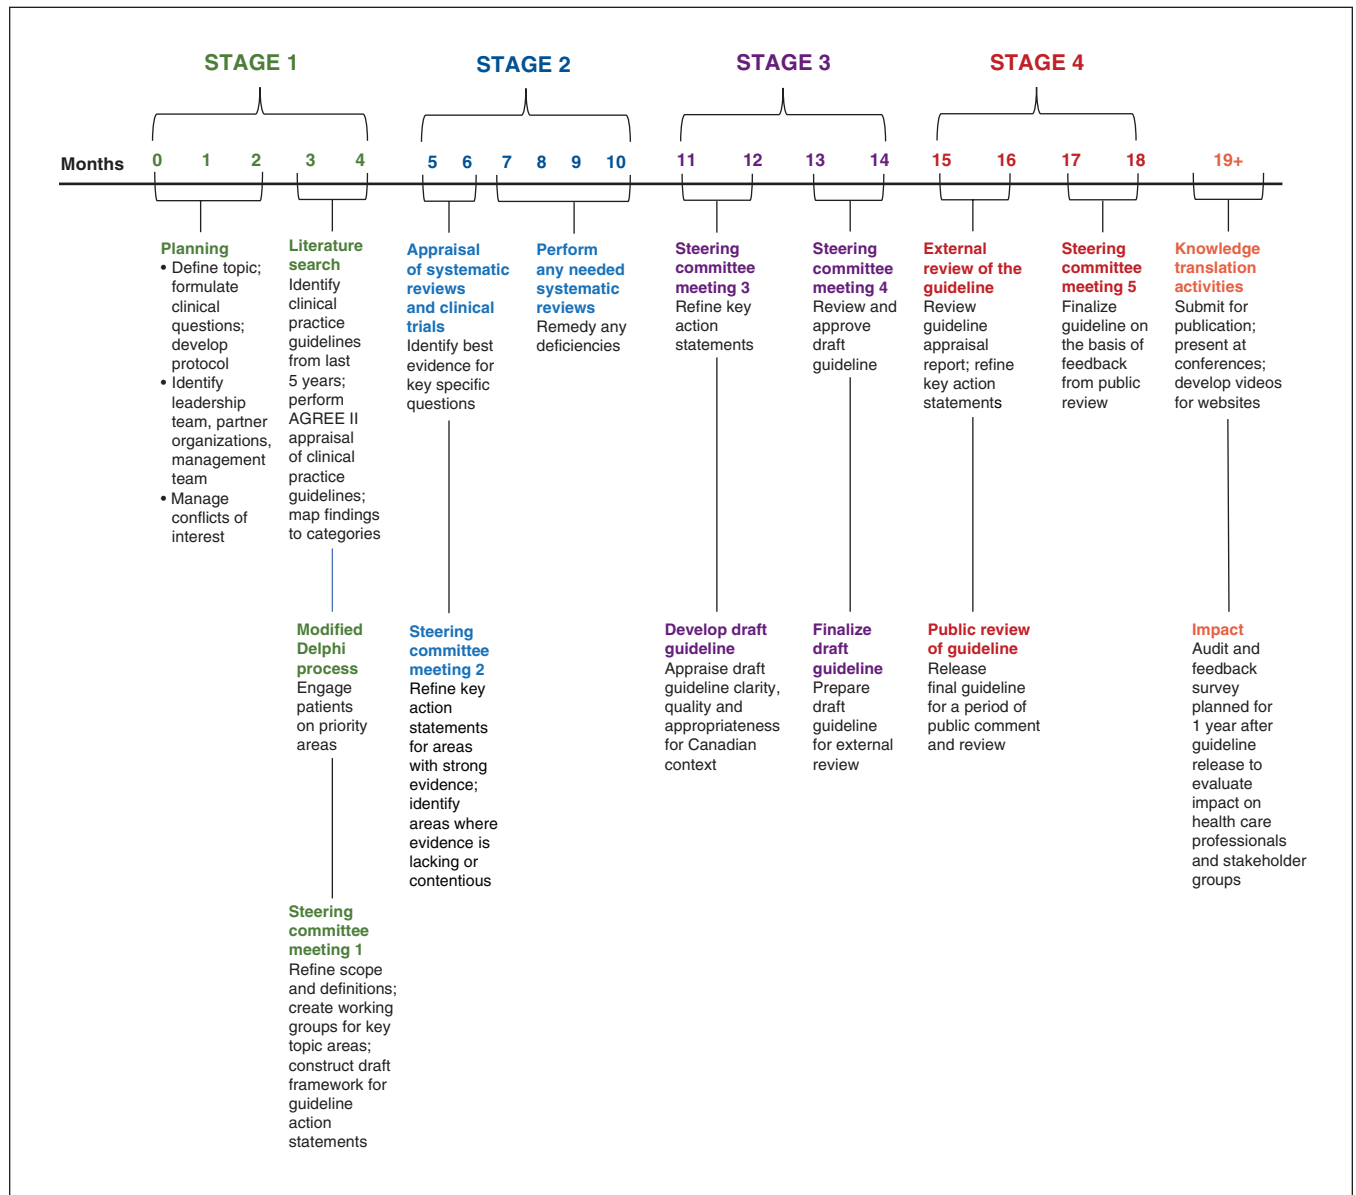 STAGE 1
STAGE 2
STAGE 3
STAGE 4
Months 0 1 2 3 4 5 6 7 8 9 10 11 12 13 14 15 16 17 18 19+
Planning
• Define topic;
formulate
clinical
questions;
develop
protocol
• Identify
leadership
team, partner
organizations,
management
team
• Manage
conflicts of
interest
Literature
search
Identify
clinical
practice
guidelines
from last
5 years;
perform
AGREE II
appraisal
of clinical
practice
guidelines;
map findings
to categories
Modified
Delphi
process
Engage
patients
on priority
areas
Steering
committee
meeting 1
Refine scope
and definitions;
create working
groups for key
topic areas;
construct draft
framework for
guideline
action
statements
Appraisal
of systematic
reviews
and clinical
trials
Identify best
evidence for
key specific
questions
Steering
committee
meeting 2
Refine key
action
statements
for areas
with strong
evidence;
identify
areas where
evidence is
lacking or
contentious
Perform
any needed
systematic
reviews
Remedy any
deficiencies
Steering
committee
meeting 3
Refine key
action
statements
Develop draft
guideline
Appraise draft
guideline clarity,
quality and
appropriateness
for Canadian
context
Steering
committee
meeting 4
Review and
approve
draft
guideline
Finalize
draft
guideline
Prepare
draft
guideline
for external
review
External
review of the
guideline
Review
guideline
appraisal
report; refine
key action
statements
Public review
of guideline
Release
final guideline
for a period of
public comment
and review
Steering
committee
meeting 5
Finalize
guideline on
the basis of
feedback
from public
review
Knowledge
translation
activities
Submit for
publication;
present at
conferences;
develop videos
for websites
Impact
Audit and
feedback
survey
planned for
1 year after
guideline
release to
evaluate
impact on
health care
professionals
and stakeholder
groups